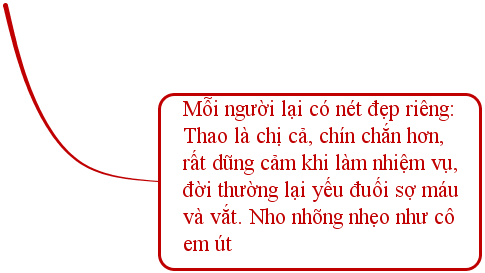 Mỗi người lại có nét đẹp riêng:
Thao là chị cả, chín chắn hơn,
rất dũng cảm khi làm nhiệm vụ,
đời thường lại yếu đuối sợ máu
và vắt. Nho nhõng nhẹo như cô
em út